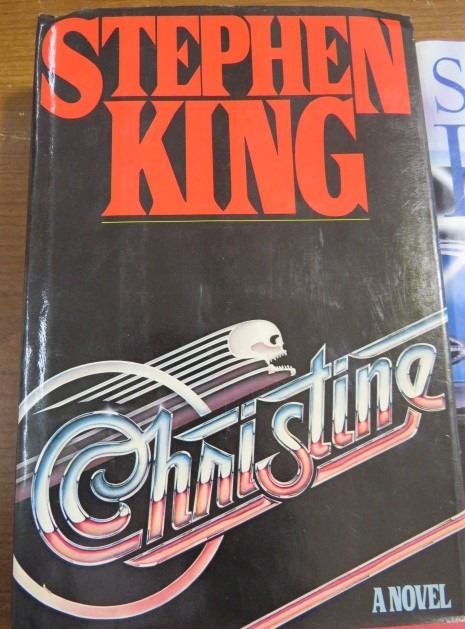 STEPHEN
KING
Christine
A NOVEL
S